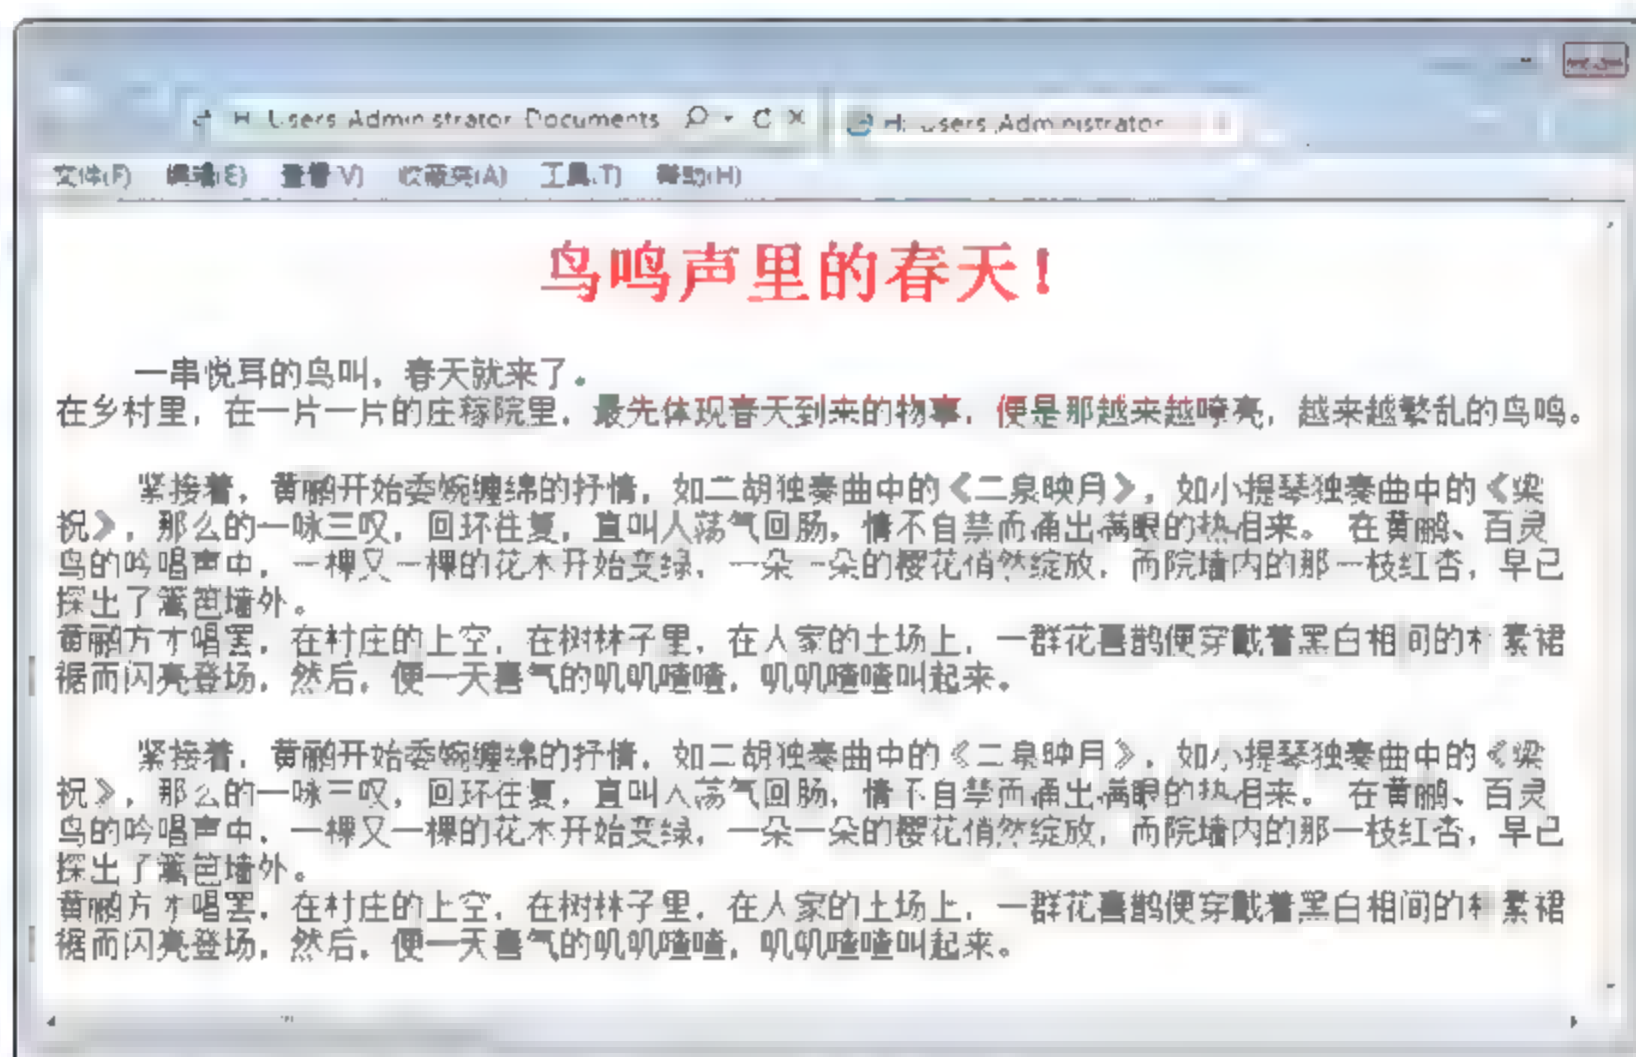 H: Users Administrator Documents
H: Users Administrator
文件(F) 编辑(E) 查看(V) 收藏夹(A) 工具(T) 帮助(H)
鸟鸣声里的春天！
一串悦耳的鸟叫，春天就来了。
在乡村里，在一片一片的庄稼院里，最先体现春天到来的物事，便是那越来越嘹亮，越来越繁乱的鸟鸣。
紧接着，黄鹂开始委婉缠绵的抒情，如二胡独奏曲中的《二泉映月》，如小提琴独奏曲中的《梁
祝》，那么的一咏三叹，回环往复，直叫人荡气回肠，情不自禁而涌出满眼的热泪来。 在黄鹂、百灵
鸟的吟唱声中，一棵又一棵的花木开始变绿，一朵一朵的樱花悄然绽放，而院墙内的那一枝红杏，早已
探出了篱笆墙外。
黄鹂方才唱罢，在村庄的上空，在树林子里，在人家的土场上，一群花喜鹊便穿戴着黑白相间的朴素裙
裾而闪亮登场，然后，便一天喜气的叽叽喳喳，叽叽喳喳叫起来。
紧接着，黄鹂开始委婉缠绵的抒情，如二胡独奏曲中的《二泉映月》，如小提琴独奏曲中的《梁
祝》，那么的一咏三叹，回环往复，直叫人荡气回肠，情不自禁而涌出满眼的热泪来。 在黄鹂、百灵
鸟的吟唱声中，一棵又一棵的花木开始变绿，一朵一朵的樱花悄然绽放，而院墙内的那一枝红杏，早已
探出了篱笆墙外。
黄鹂方才唱罢，在村庄的上空，在树林子里，在人家的土场上，一群花喜鹊便穿戴着黑白相间的朴素裙
裾而闪亮登场，然后，便一天喜气的叽叽喳喳，叽叽喳喳叫起来。